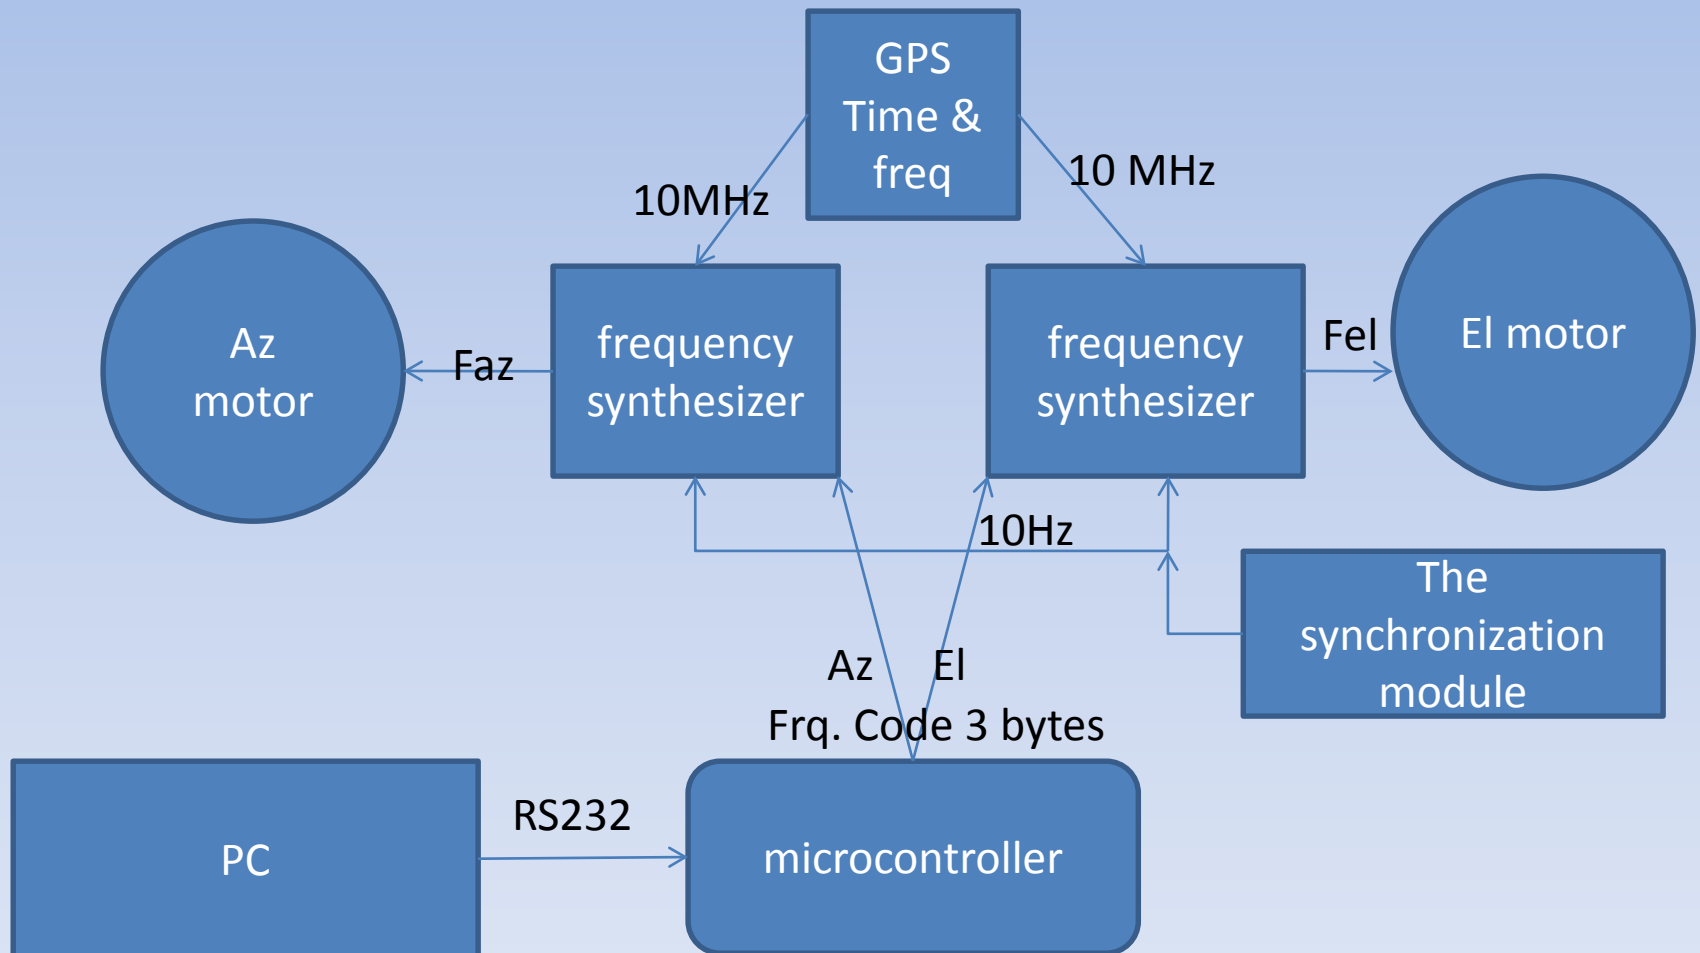 GPS
Time &
freq
10MHz
10 MHz
Az
motor
Faz
frequency
synthesizer
frequency
synthesizer
Fel
El motor
10Hz
The
synchronization
module
Az
El
Frq. Code 3 bytes
PC
RS232
microcontroller